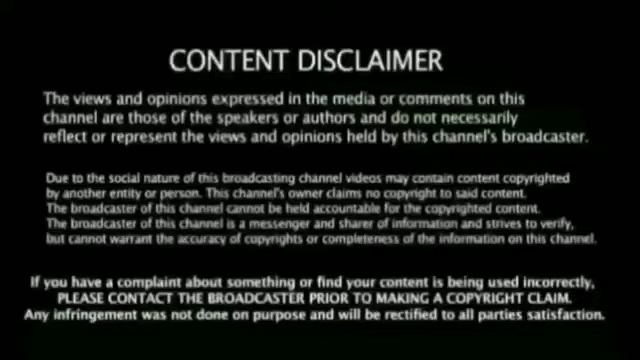 CONTENT DISCLAIMER
The views and opinions expressed in the media or comments on this
channel are those of the speakers or authors and do not necessarily
reflect or represent the views and opinions held by this channel's broadcaster.
Due to the social nature of this broadcasting channel videos may contain content copyrighted
by another entity or person. This channel's owner claims no copyright to said content.
The broadcaster of this channel cannot be held accountable for the copyrighted content.
The broadcaster of this channel is a messenger and sharer of information and strives to verify,
but cannot warrant the accuracy of copyrights or completeness of the information on this channel.
If you have a complaint about something or find your content is being used incorrectly,
PLEASE CONTACT THE BROADCASTER PRIOR TO MAKING A COPYRIGHT CLAIM.
Any infringement was not done on purpose and will be rectified to all parties satisfaction.